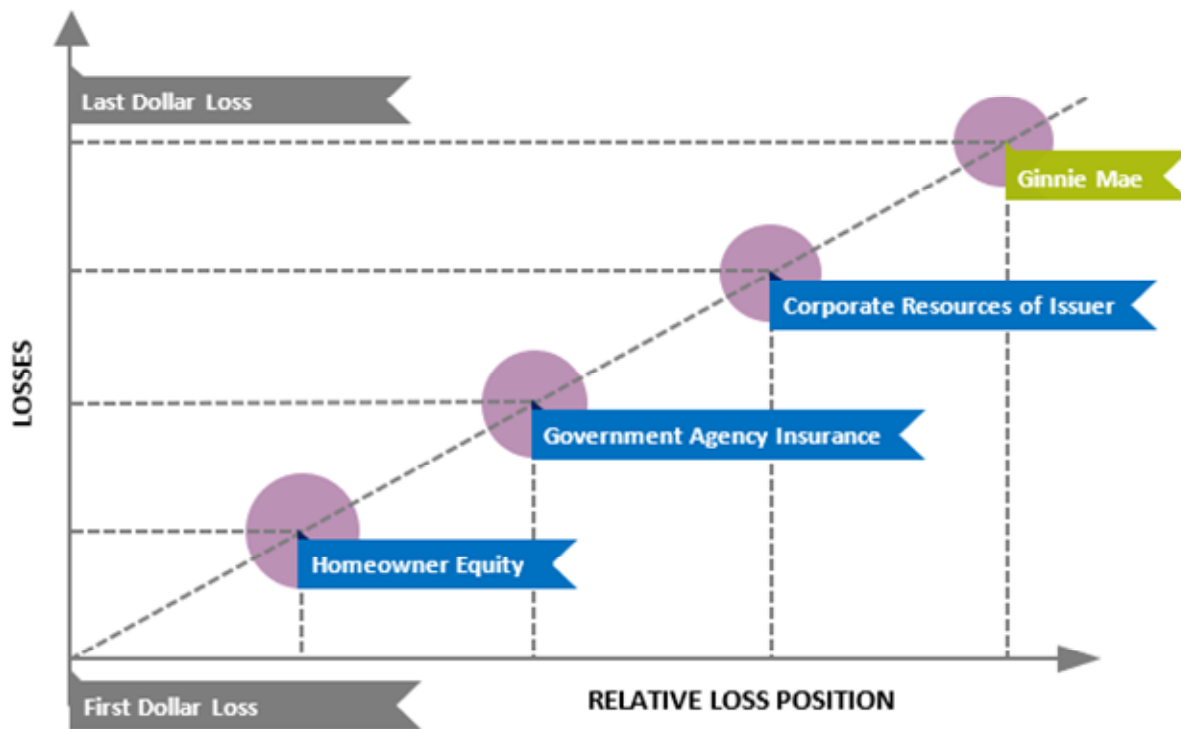 Last Dollar Loss
Ginnie Mae
Corporate Resources of Issuer
LOSSES
Government Agency Insurance
Homeowner Equity
First Dollar Loss
RELATIVE LOSS POSITION